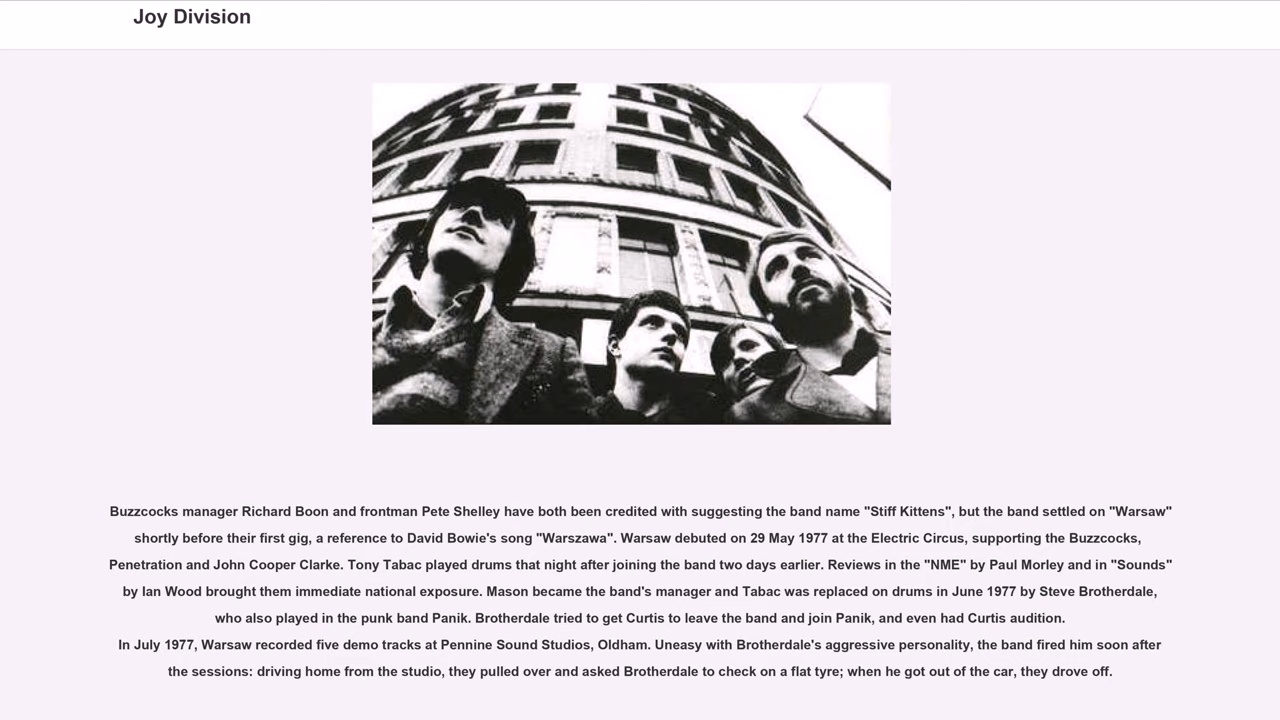 Joy Division
Buzzcocks manager Richard Boon and frontman Pete Shelley have both been credited with suggesting the band name "Stiff Kittens", but the band settled on "Warsaw"
shortly before their first gig, a reference to David Bowie's song "Warszawa". Warsaw debuted on 29 May 1977 at the Electric Circus, supporting the Buzzcocks,
Penetration and John Cooper Clarke. Tony Tabac played drums that night after joining the band two days earlier. Reviews in the "NME" by Paul Morley and in "Sounds"
by Ian Wood brought them immediate national exposure. Mason became the band's manager and Tabac was replaced on drums in June 1977 by Steve Brotherdale,
who also played in the punk band Panik. Brotherdale tried to get Curtis to leave the band and join Panik, and even had Curtis audition.
In July 1977, Warsaw recorded five demo tracks at Pennine Sound Studios, Oldham. Uneasy with Brotherdale's aggressive personality, the band fired him soon after
the sessions: driving home from the studio, they pulled over and asked Brotherdale to check on a flat tyre; when he got out of the car, they drove off.